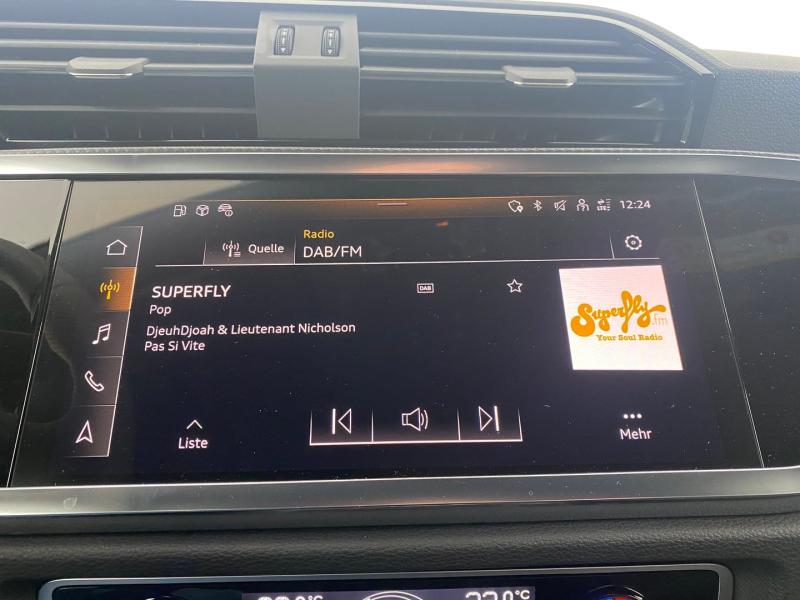 12:24
Radio
Quelle
DAB/FM
SUPERFLY
DAB
Pop
DjeuhDjoah & Lieutenant Nicholson
Pas Si Vite
Superfly.fm
Your Soul Radio
Liste
Mehr